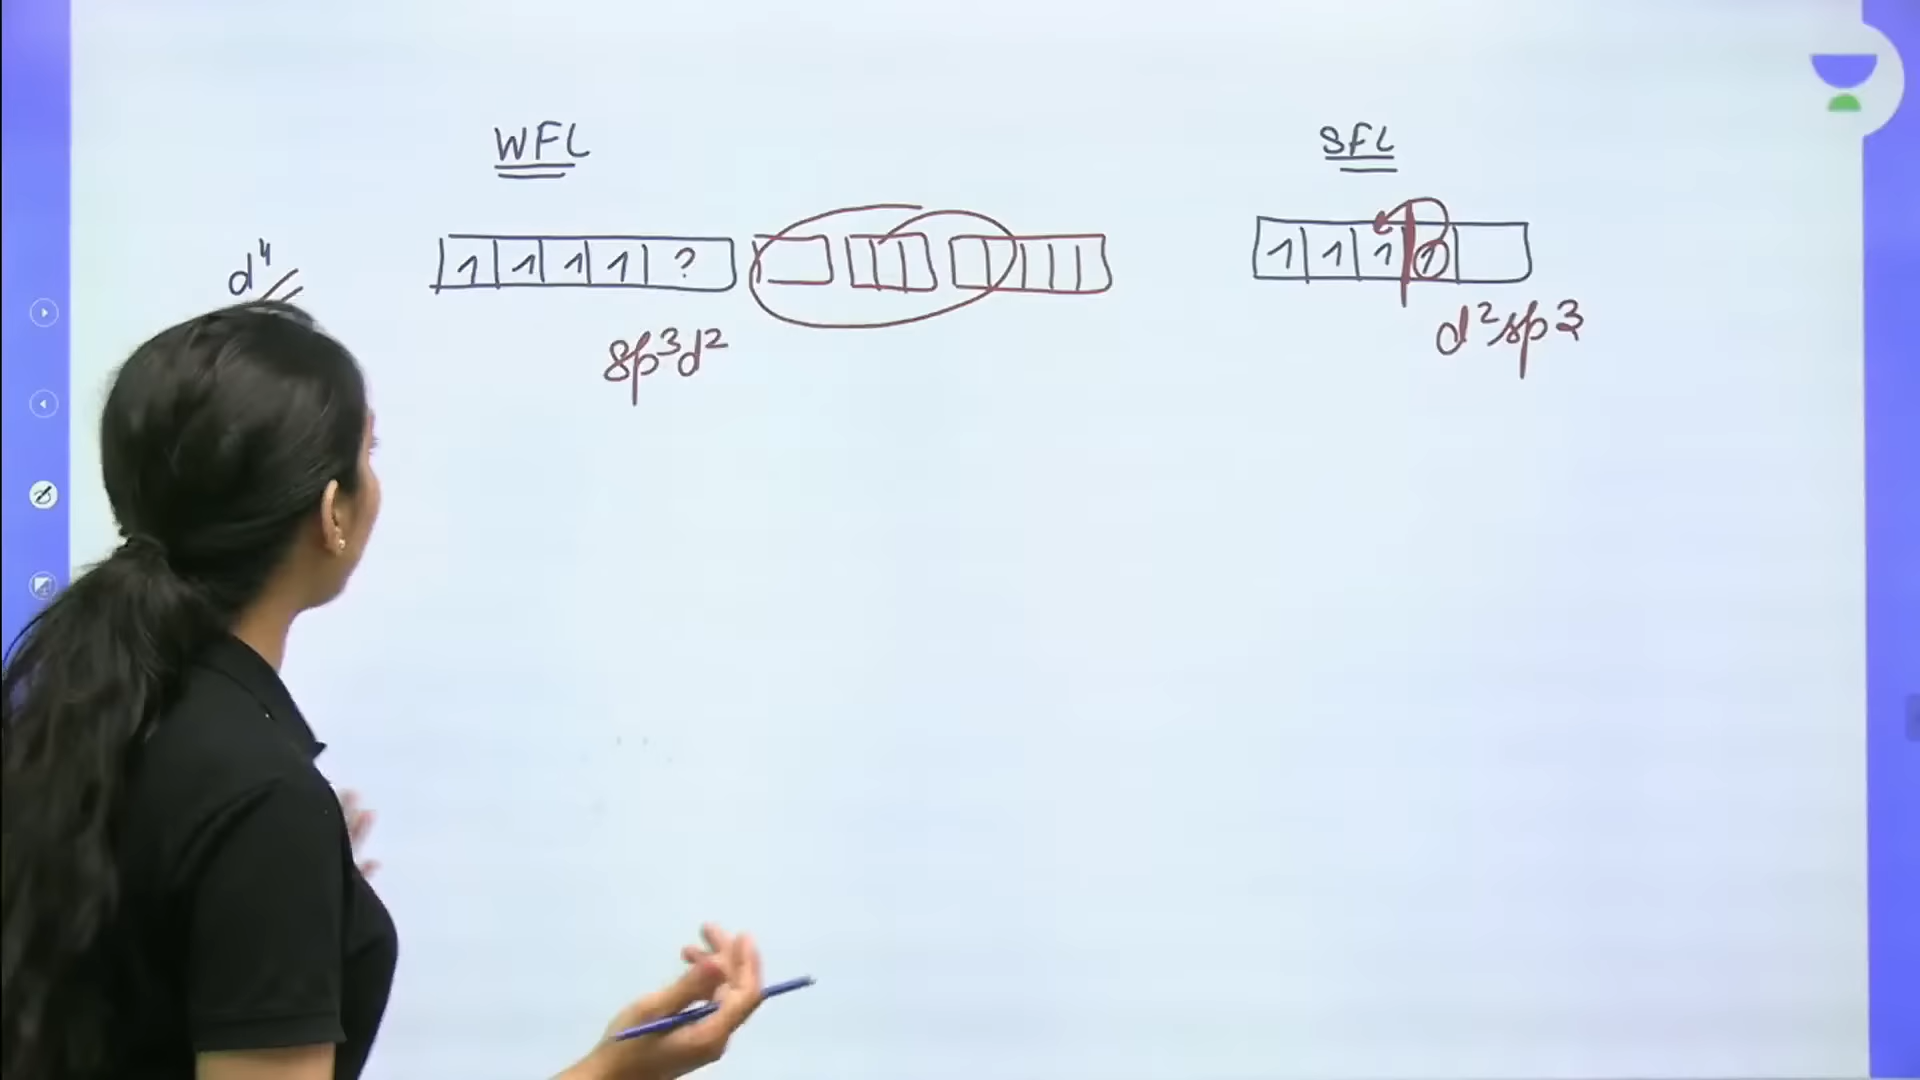 WFL
SFL
d⁴
1 1 1 1 ?
1 1 1 1
sp³d²
d²sp3